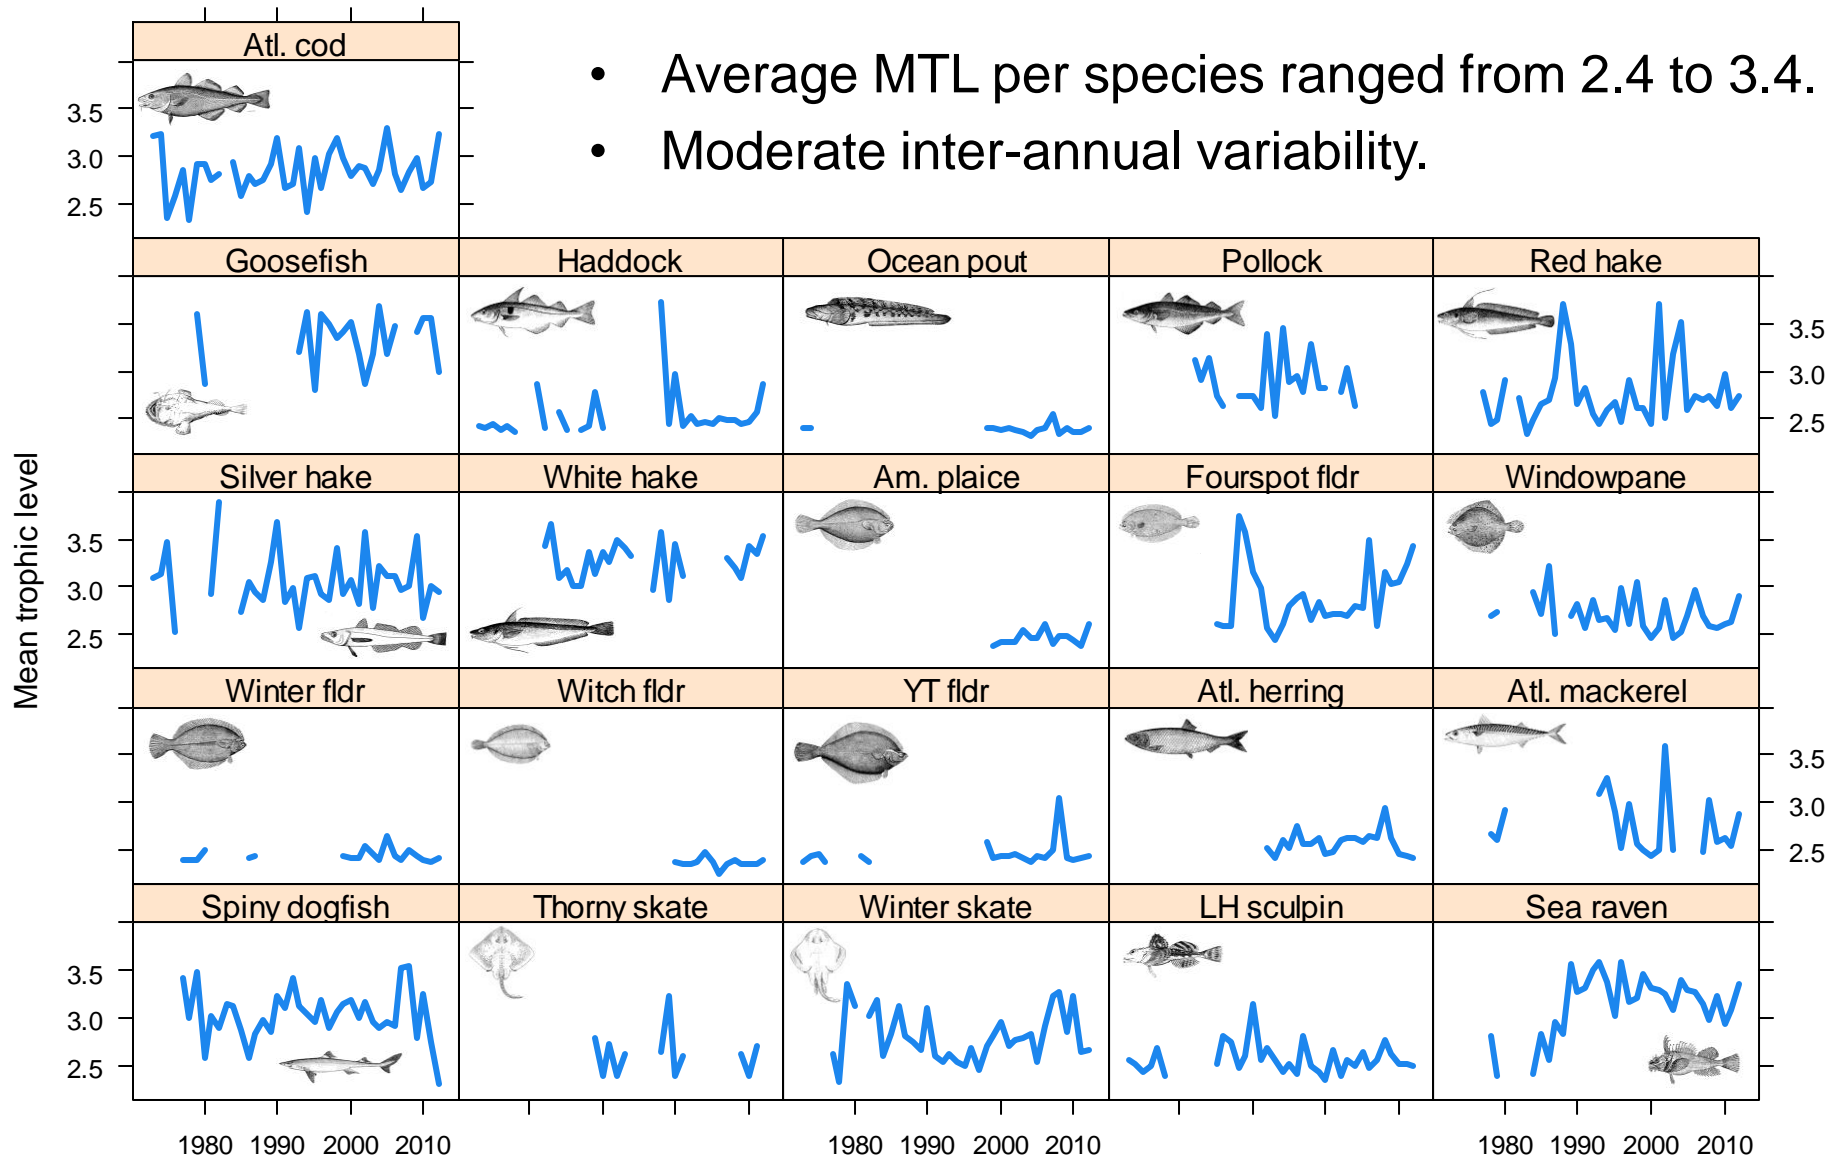 Atl. cod
• Average MTL per species ranged from 2.4 to 3.4.
• Moderate inter-annual variability.
3.5
3.0
2.5
Goosefish Haddock Ocean pout Pollock Red hake
3.5
3.0
2.5
Silver hake White hake Am. plaice Fourspot fldr Windowpane
3.5
3.0
2.5
Mean trophic level
Winter fldr Witch fldr YT fldr Atl. herring Atl. mackerel
3.5
3.0
2.5
Spiny dogfish Thorny skate Winter skate LH sculpin Sea raven
3.5
3.0
2.5
1980 1990 2000 2010 1980 1990 2000 2010 1980 1990 2000 2010